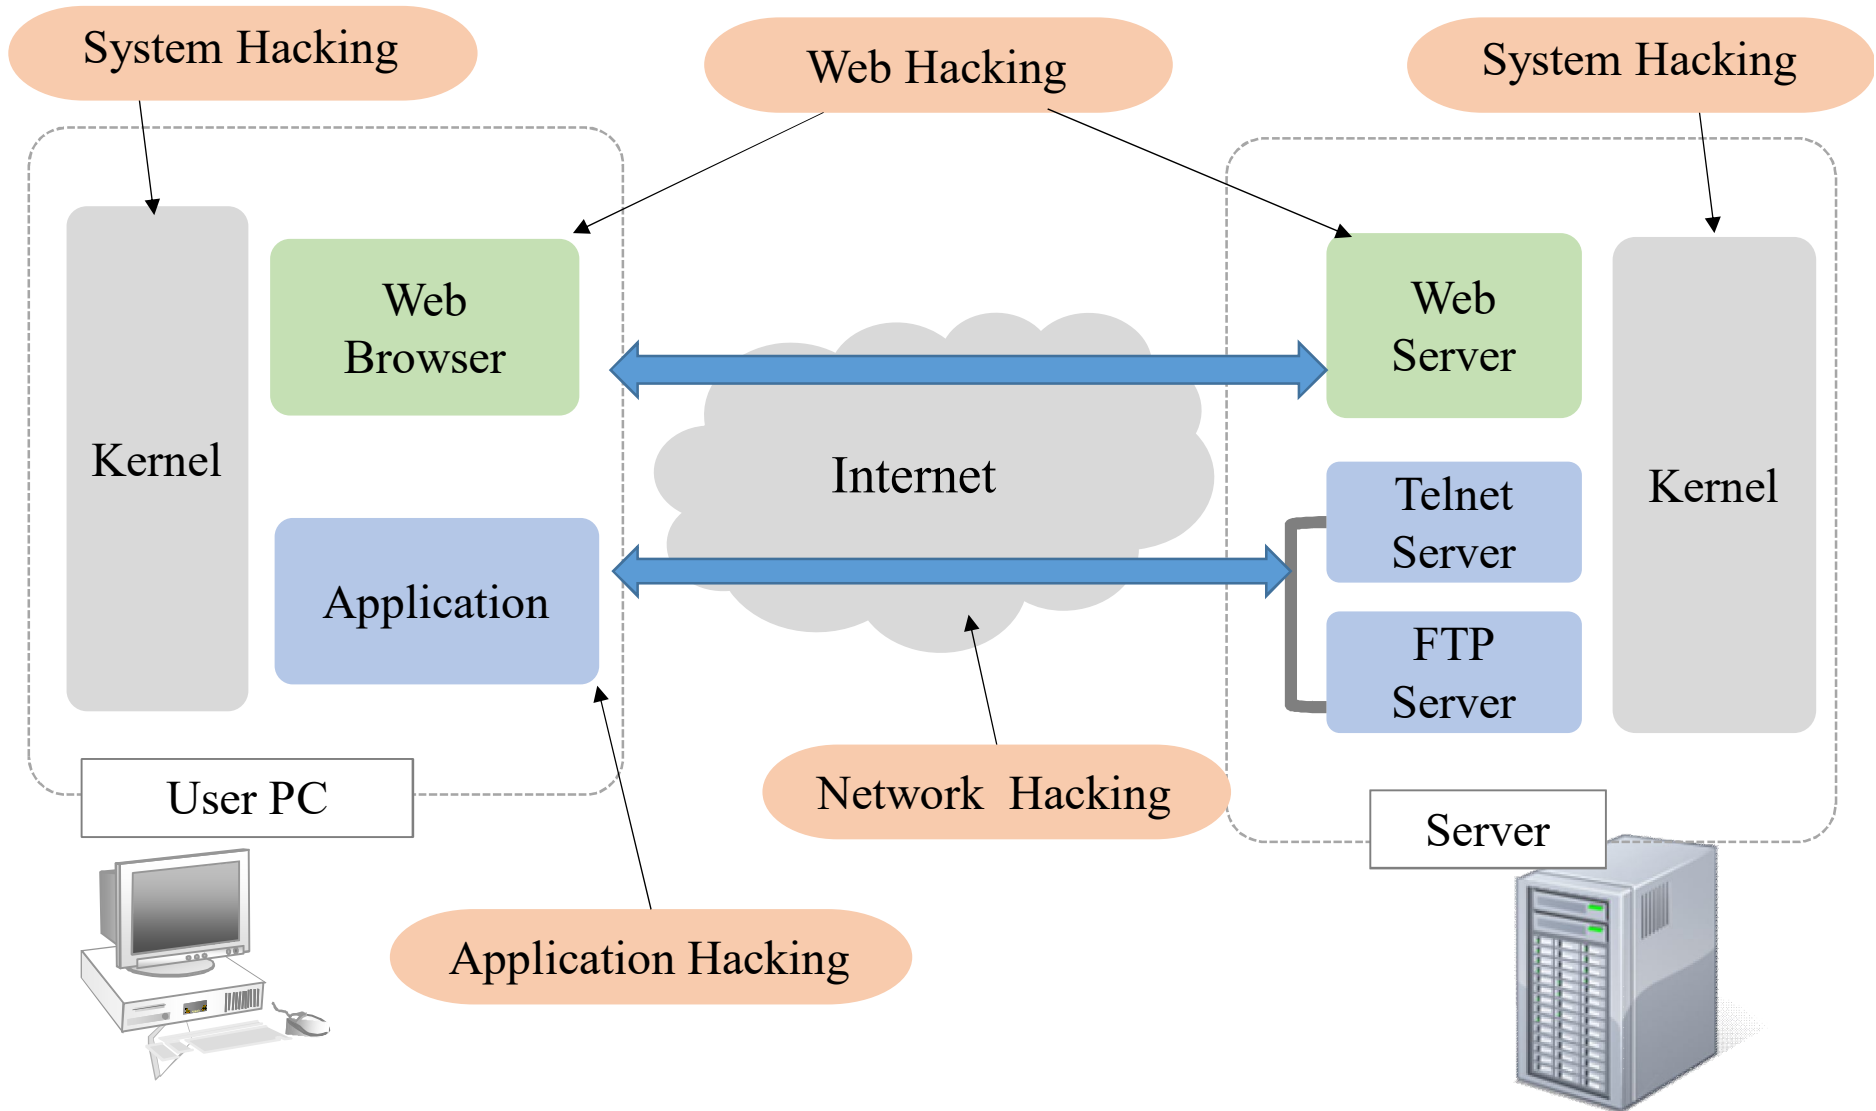 System Hacking
Web Hacking
System Hacking
Kernel
Web
Browser
Application
User PC
Internet
Web
Server
Telnet
Server
FTP
Server
Kernel
Server
Network  Hacking
Application Hacking